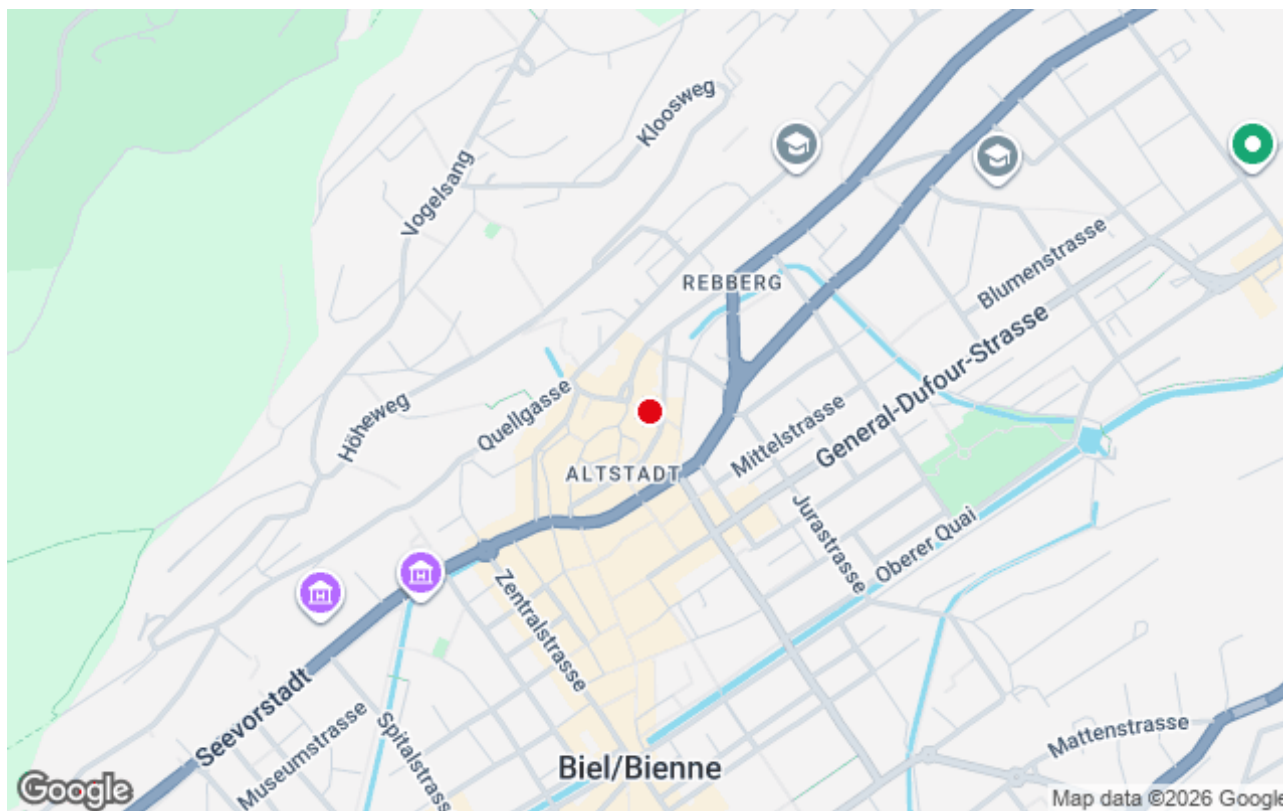 Kloosweg
Vogelsang
REBBERG
Blumenstrasse
General-Dufour-Strasse
Höheweg
Quellgasse
Mittelstrasse
ALTSTADT
Jurastrasse
Oberer Quai
Zentralstrasse
Seevorstadt
Museumstrasse
Spitalstrasse
Mattenstrasse
Biel/Bienne
Google
Map data ©2026 Google